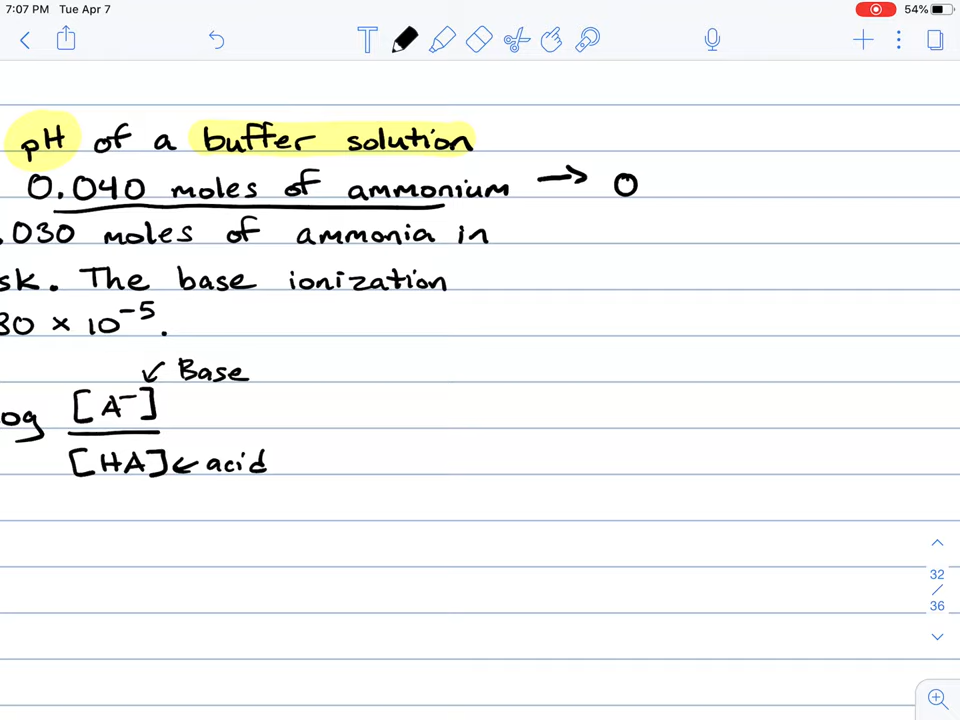 7:07 PM Tue Apr 7
54%
pH of a buffer solution
0.040 moles of ammonium → 0
.030 moles of ammonia in
sk. The base ionization
30 × 10⁻⁵.
↙ Base
og [A⁻]
[HA] ← acid
32
/
36